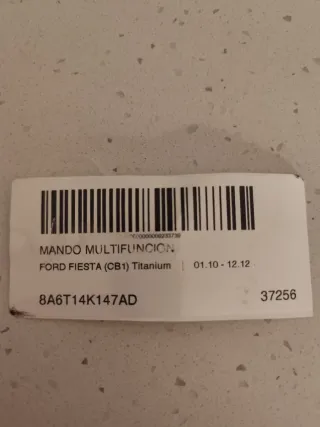 MANDO MULTIFUNCION
FORD FIESTA (CB1) Titanium | 01.10 - 12.12
8A6T14K147AD 37256